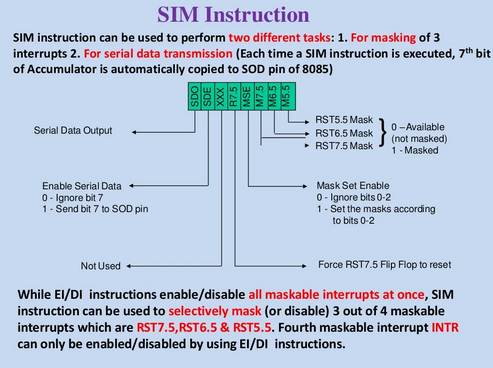 SIM Instruction
SIM instruction can be used to perform two different tasks: 1. For masking of 3
interrupts 2. For serial data transmission (Each time a SIM instruction is executed, 7th bit
of Accumulator is automatically copied to SOD pin of 8085)
SDO SDE XXX R7.5 MSE M7.5 M6.5 M5.5
Serial Data Output
RST5.5 Mask
RST6.5 Mask
RST7.5 Mask
0 – Available
(not masked)
1 - Masked
Enable Serial Data
0 - Ignore bit 7
1 - Send bit 7 to SOD pin
Mask Set Enable
0 - Ignore bits 0-2
1 - Set the masks according
to bits 0-2
Not Used
Force RST7.5 Flip Flop to reset
While EI/DI instructions enable/disable all maskable interrupts at once, SIM
instruction can be used to selectively mask (or disable) 3 out of 4 maskable
interrupts which are RST7.5,RST6.5 & RST5.5. Fourth maskable interrupt INTR
can only be enabled/disabled by using EI/DI instructions.